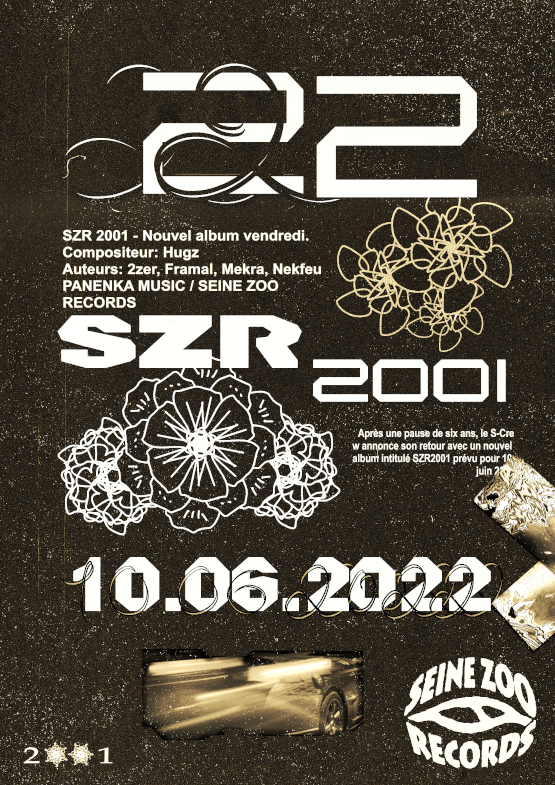 22
SZR 2001 - Nouvel album vendredi.
Compositeur: Hugz
Auteurs: 2zer, Framal, Mekra, Nekfeu
PANENKA MUSIC / SEINE ZOO
RECORDS
SZR
2001
Après une pause de six ans, le S-Cre
w annonce son retour avec un nouvel
album intitulé SZR2001 prévu pour 10
juin
10.06.2022
SEINE ZOO
RECORDS
2 1